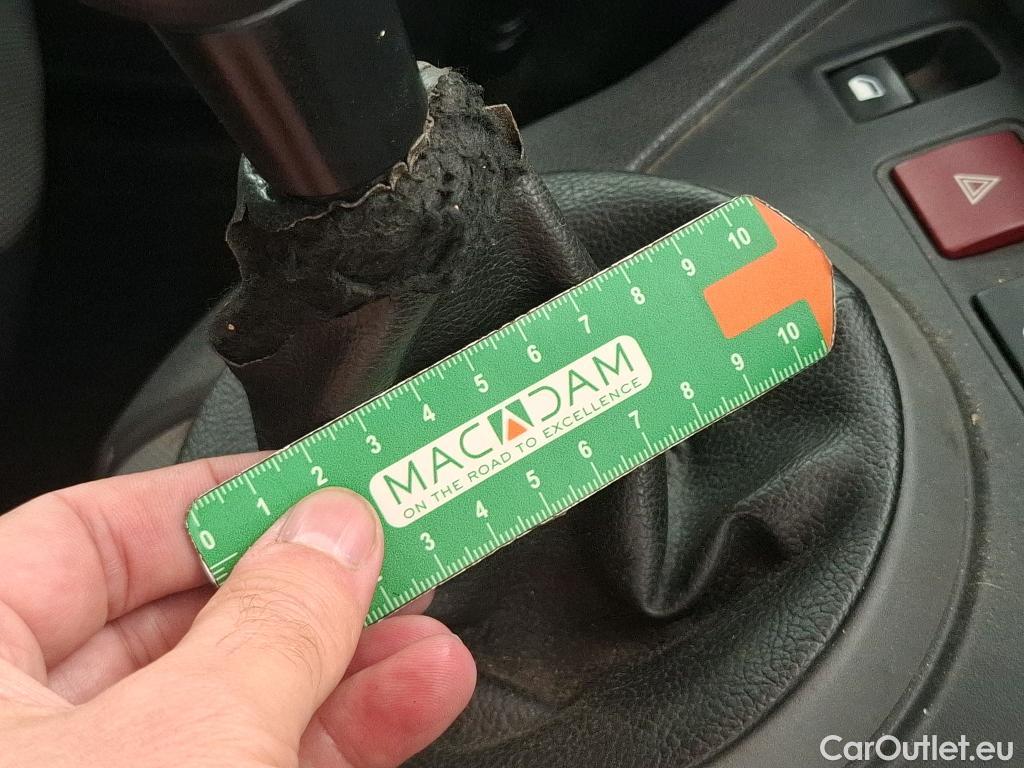 0 1 2 3 4 5 6 7 8 9 10
MACADAM
ON THE ROAD TO EXCELLENCE
3 4 5 6 7 8 9 10
CarOutlet.eu